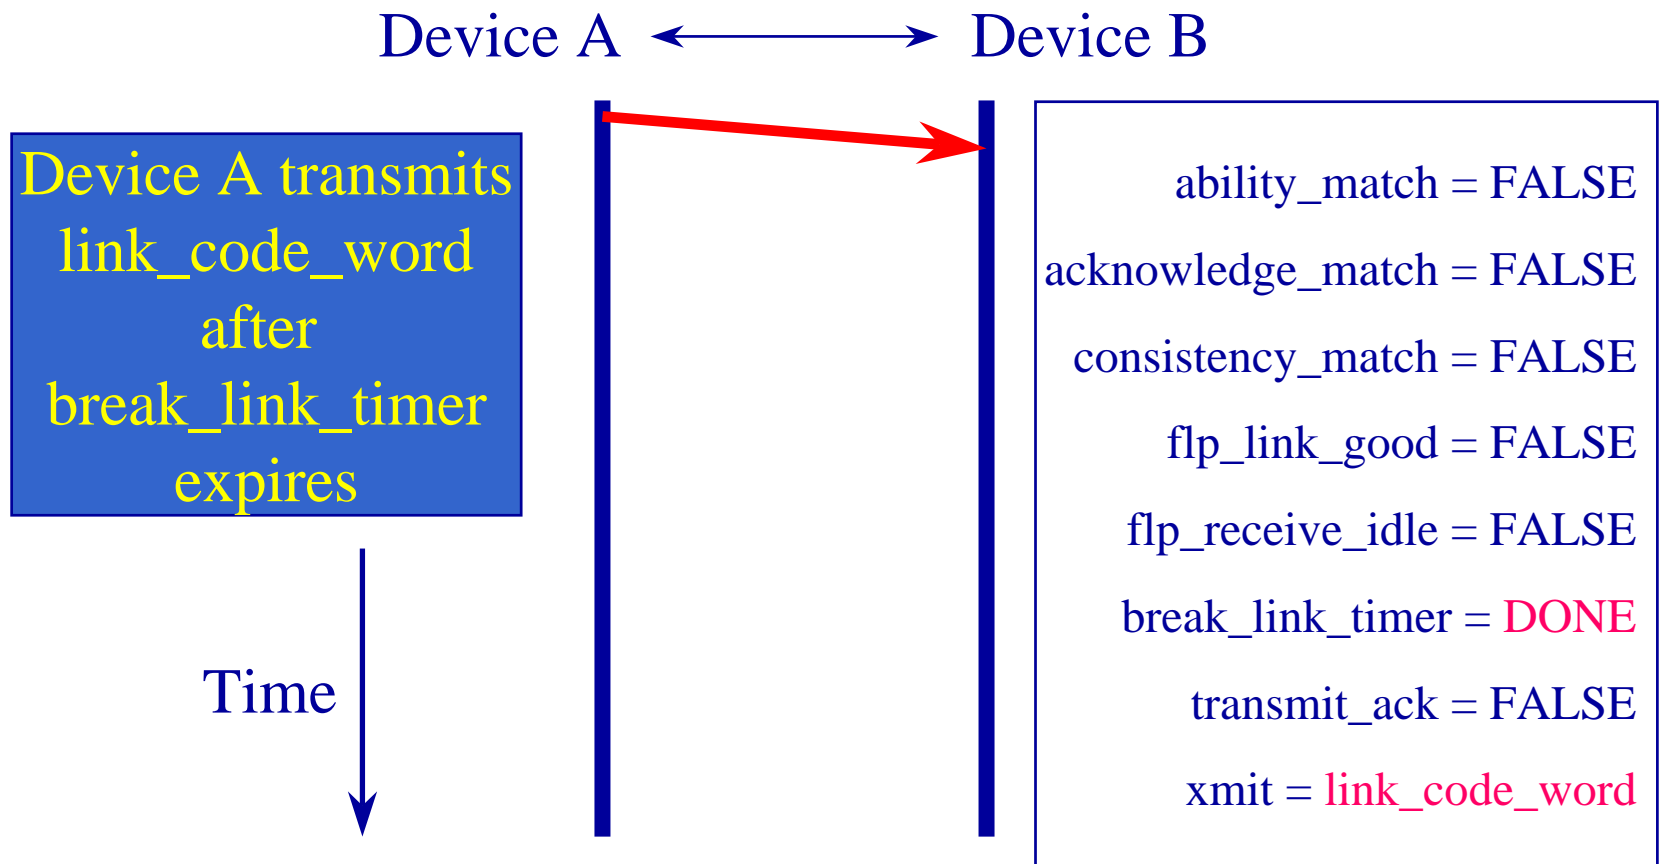 Device A
Device B
Device A transmits
link_code_word
after
break_link_timer
expires
Time
ability_match = FALSE
acknowledge_match = FALSE
consistency_match = FALSE
flp_link_good = FALSE
flp_receive_idle = FALSE
break_link_timer = DONE
transmit_ack = FALSE
xmit = link_code_word